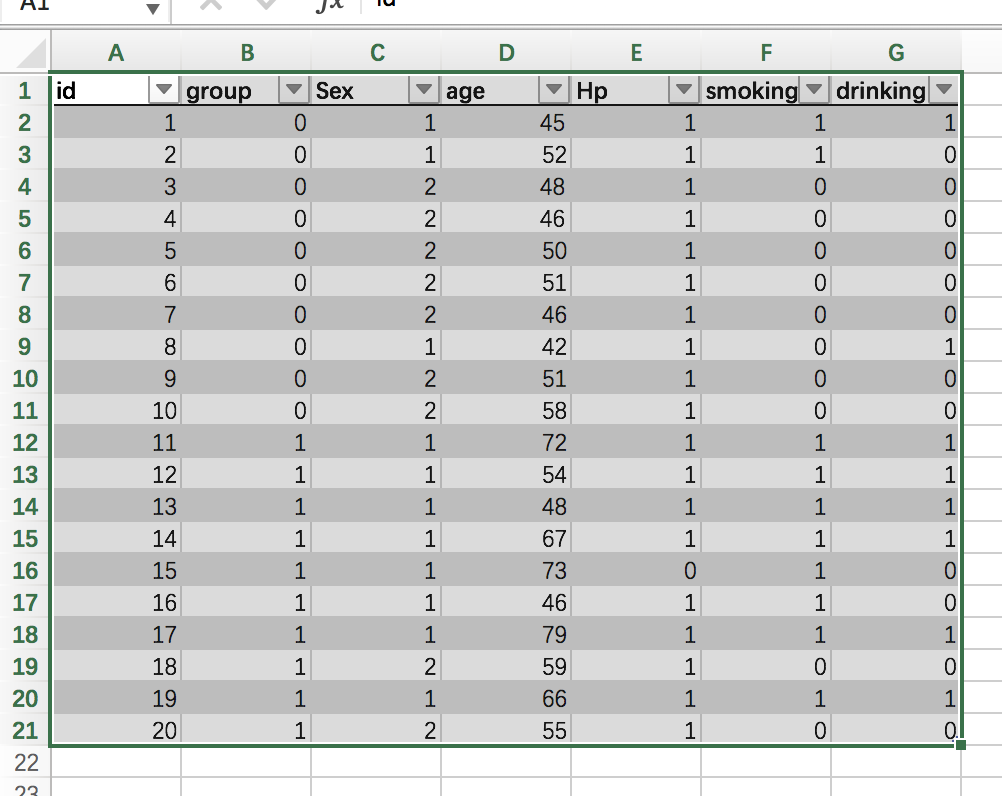 A1 fx id
A B C D E F G
1 id group Sex age Hp smoking drinking
2 1 0 1 45 1 1 1
3 2 0 1 52 1 1 0
4 3 0 2 48 1 0 0
5 4 0 2 46 1 0 0
6 5 0 2 50 1 0 0
7 6 0 2 51 1 0 0
8 7 0 2 46 1 0 0
9 8 0 1 42 1 0 1
10 9 0 2 51 1 0 0
11 10 0 2 58 1 0 0
12 11 1 1 72 1 1 1
13 12 1 1 54 1 1 1
14 13 1 1 48 1 1 1
15 14 1 1 67 1 1 1
16 15 1 1 73 0 1 0
17 16 1 1 46 1 1 0
18 17 1 1 79 1 1 1
19 18 1 2 59 1 0 0
20 19 1 1 66 1 1 1
21 20 1 2 55 1 0 0
22
23